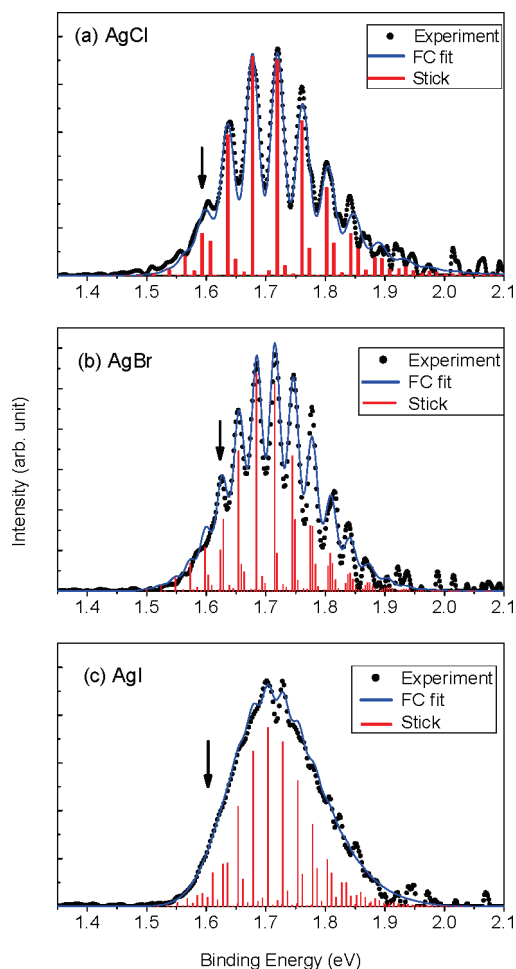 (a) AgCl
Experiment
FC fit
Stick
1.4 1.5 1.6 1.7 1.8 1.9 2.0 2.1
(b) AgBr
Experiment
FC fit
Stick
Intensity (arb. unit)
1.4 1.5 1.6 1.7 1.8 1.9 2.0 2.1
(c) AgI
Experiment
FC fit
Stick
1.4 1.5 1.6 1.7 1.8 1.9 2.0 2.1
Binding Energy (eV)